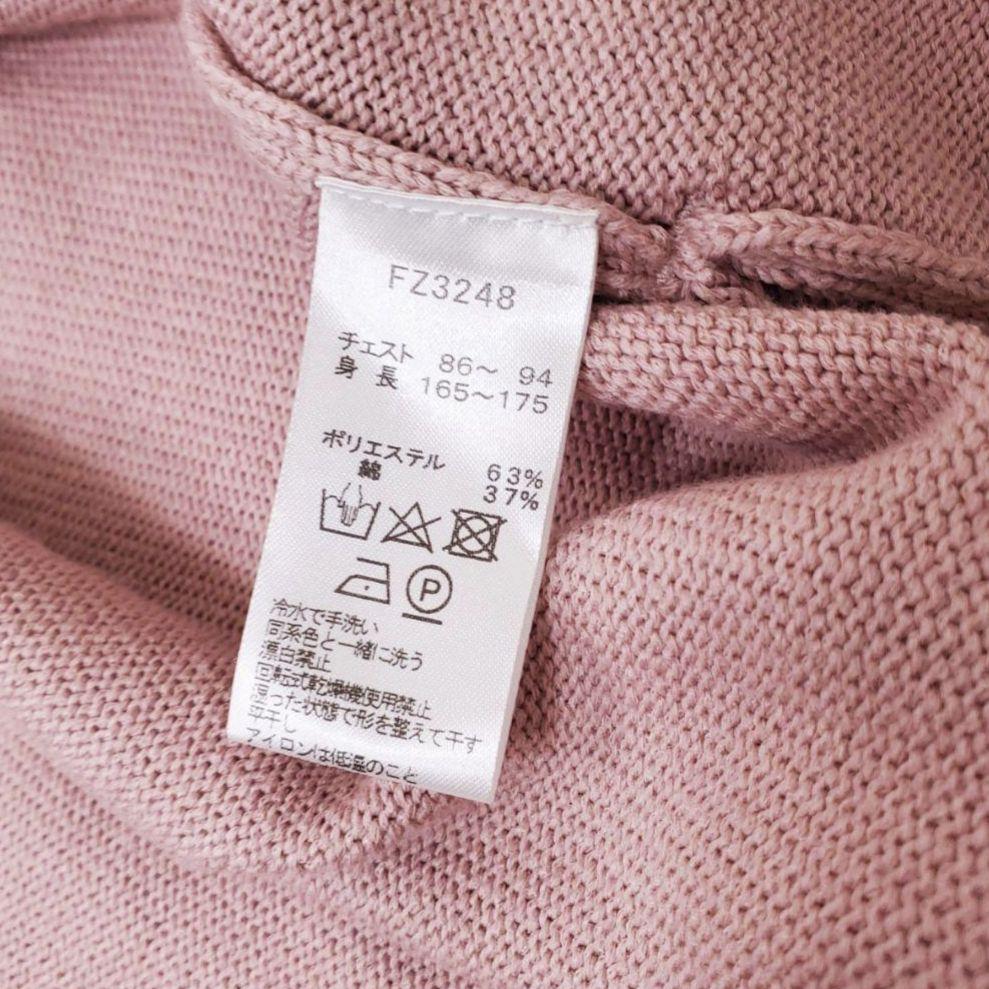 FZ3248
チェスト 86～ 94
身長 165～175
ポリエステル 63%
綿 37%
P
冷水で手洗い
同系色と一緒に洗う
漂白禁止
回転式乾燥機使用禁止
湿った状態で形を整えて干す
平干し
アイロンは低温のこと